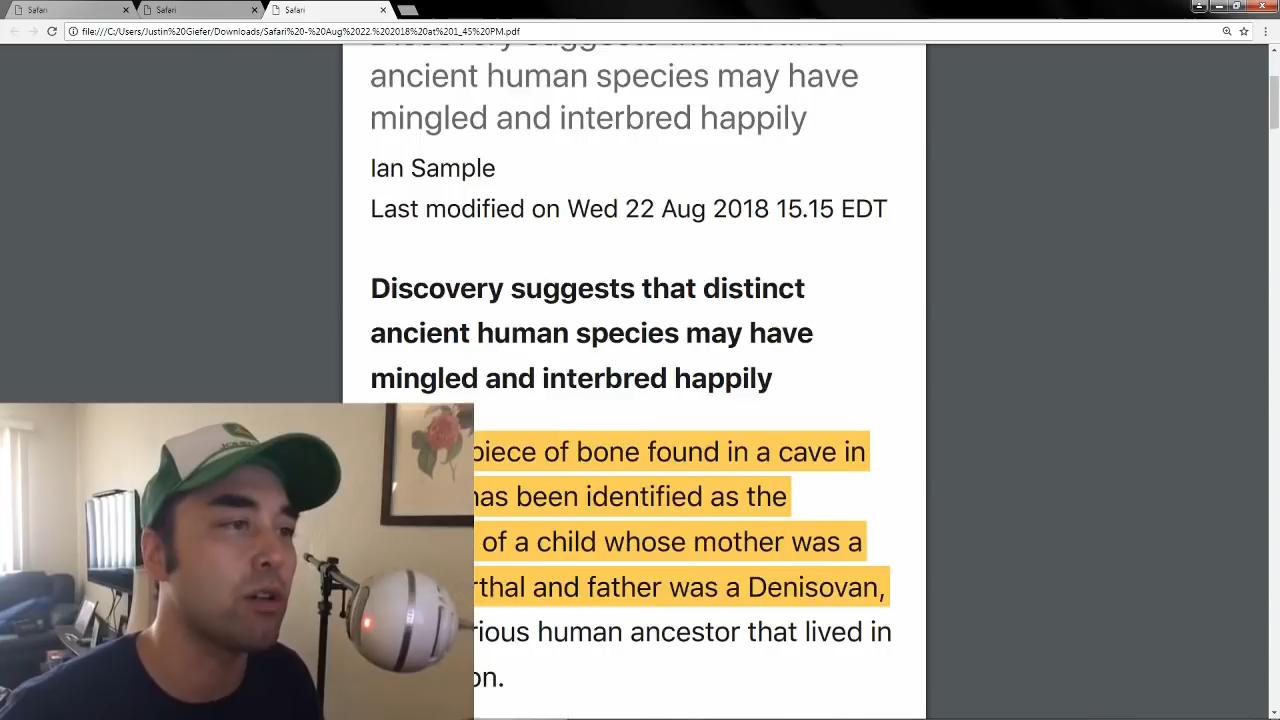 Safari
Safari
Safari
file:///C:/Users/Justin%20Giefer/Downloads/Safari%20-%20Aug%2022,%202018%20at%201_45%20PM.pdf
Discovery suggests that distinct
ancient human species may have
mingled and interbred happily
Ian Sample
Last modified on Wed 22 Aug 2018 15.15 EDT
Discovery suggests that distinct
ancient human species may have
mingled and interbred happily
piece of bone found in a cave in
has been identified as the
of a child whose mother was a
rthal and father was a Denisovan,
rious human ancestor that lived in
on.